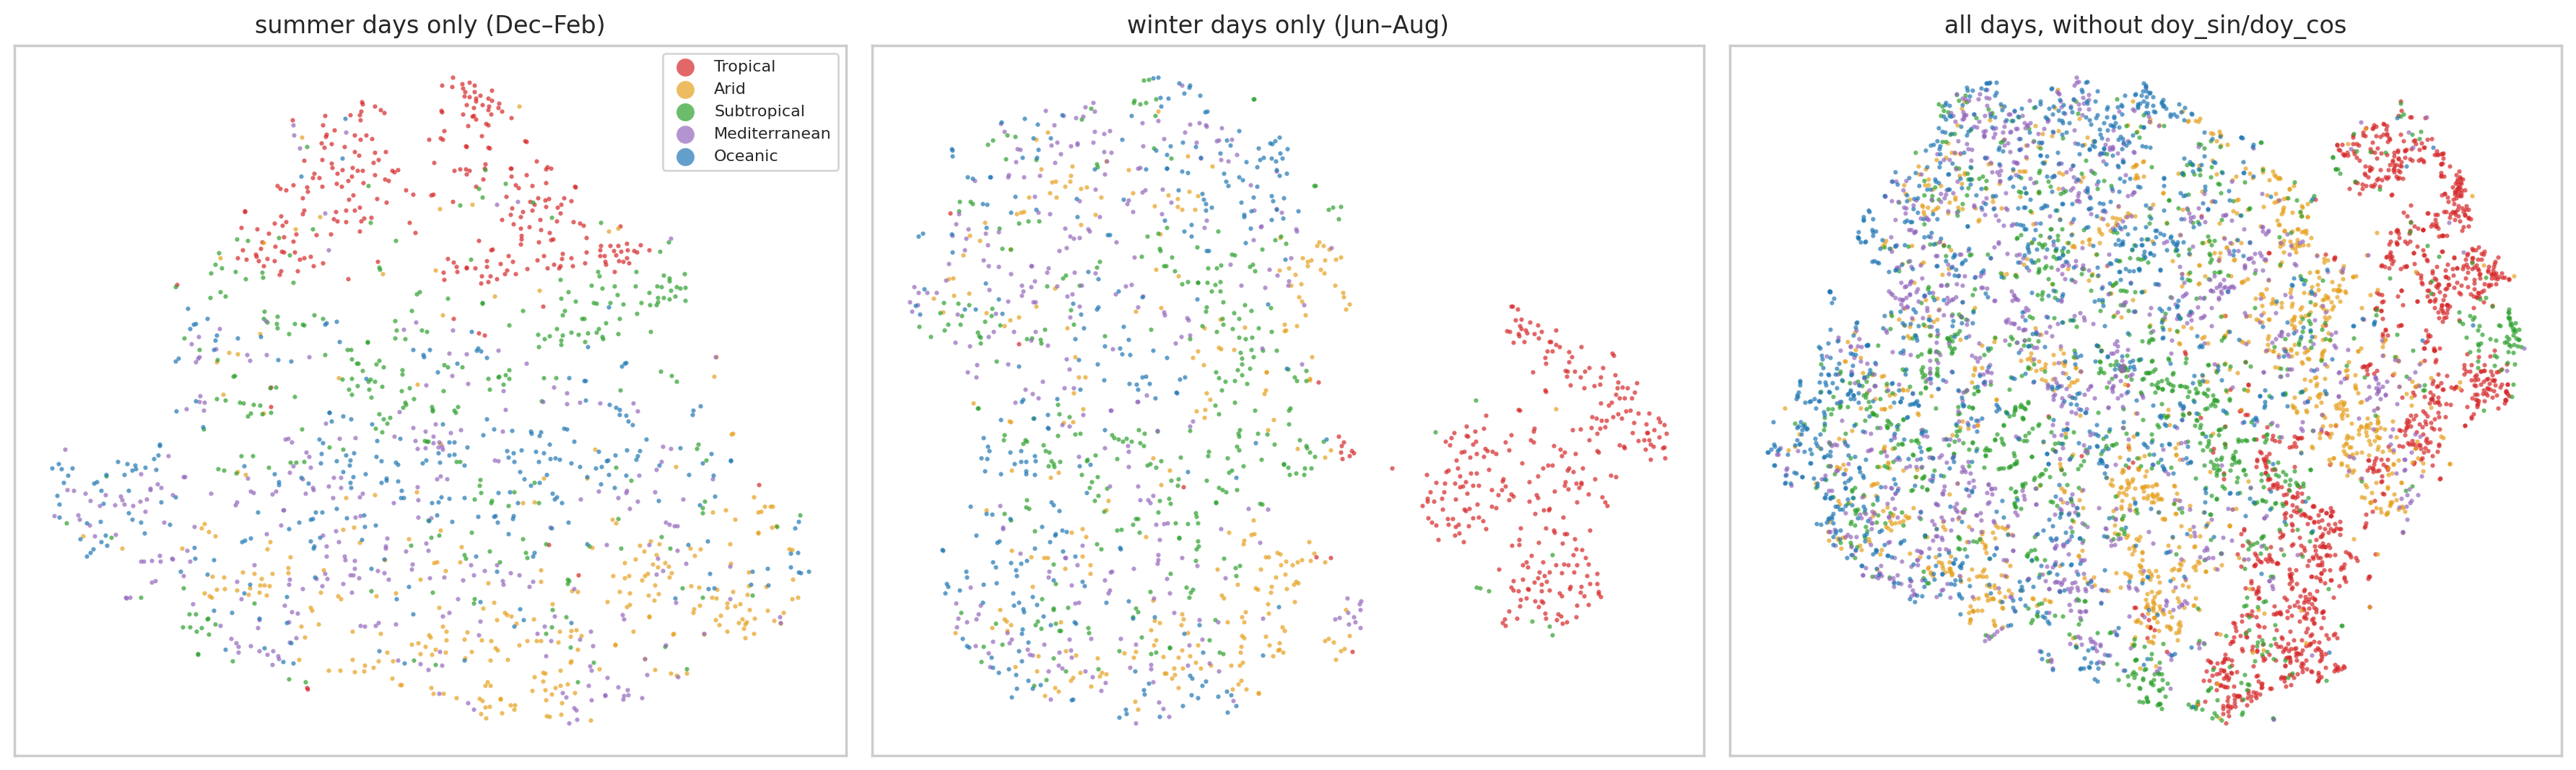 summer days only (Dec–Feb)
Tropical
Arid
Subtropical
Mediterranean
Oceanic
winter days only (Jun–Aug)
all days, without doy_sin/doy_cos